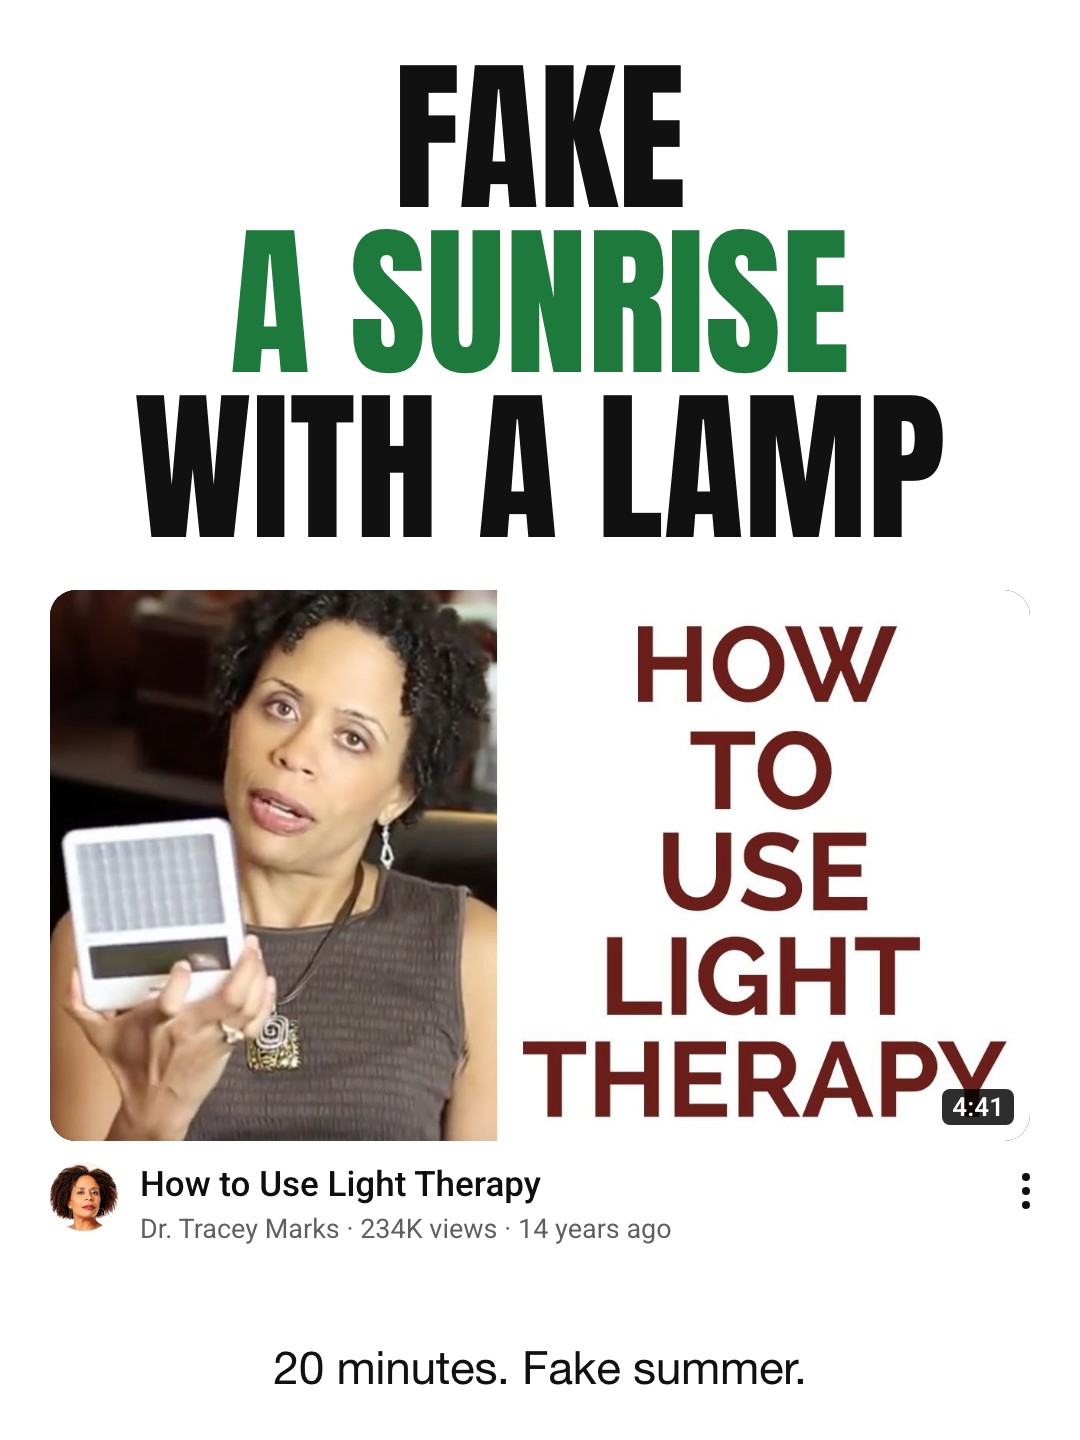 FAKE
A SUNRISE
WITH A LAMP
HOW
TO
USE
LIGHT
THERAPY
4:41
How to Use Light Therapy
Dr. Tracey Marks · 234K views · 14 years ago
20 minutes. Fake summer.